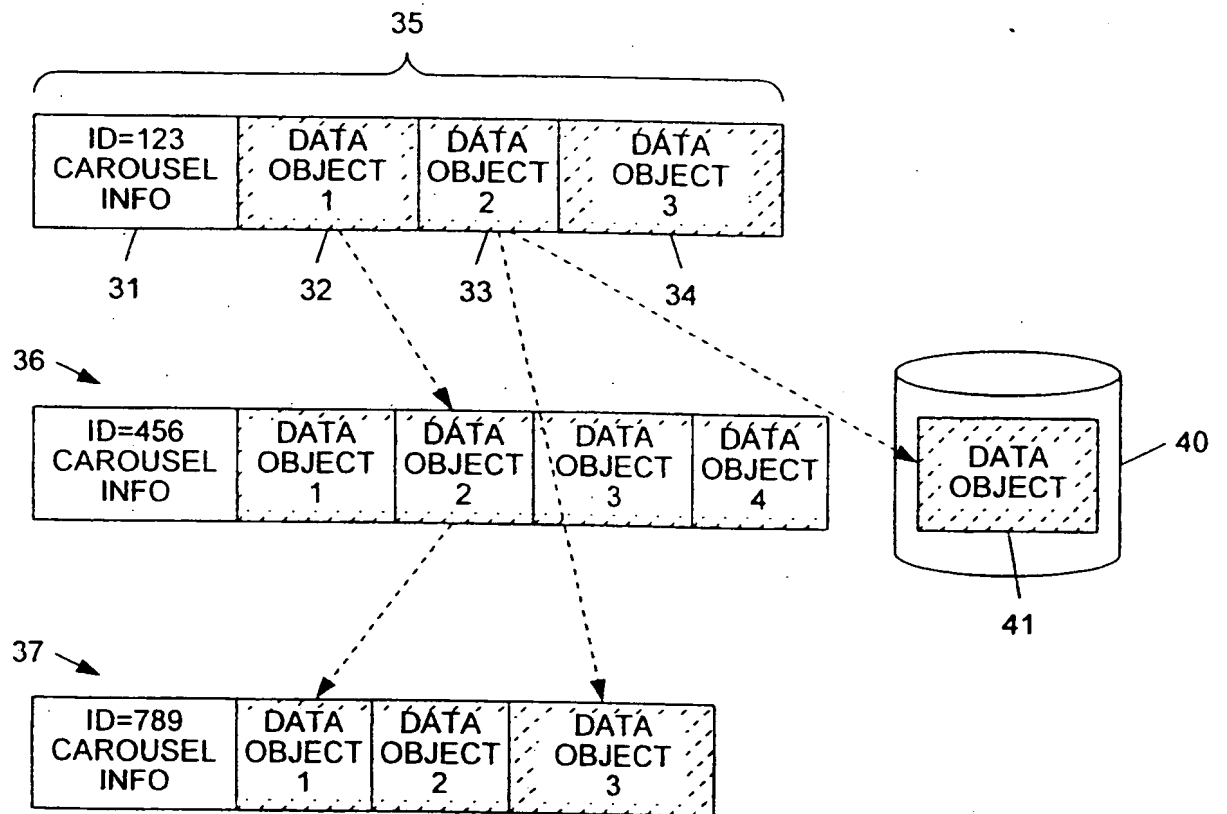 35
ID=123
CAROUSEL
INFO
DATA
OBJECT
1
DATA
OBJECT
2
DATA
OBJECT
3
31
32
33
34
36
ID=456
CAROUSEL
INFO
DATA
OBJECT
1
DATA
OBJECT
2
DATA
OBJECT
3
DATA
OBJECT
4
DATA
OBJECT
40
41
37
ID=789
CAROUSEL
INFO
DATA
OBJECT
1
DATA
OBJECT
2
DATA
OBJECT
3